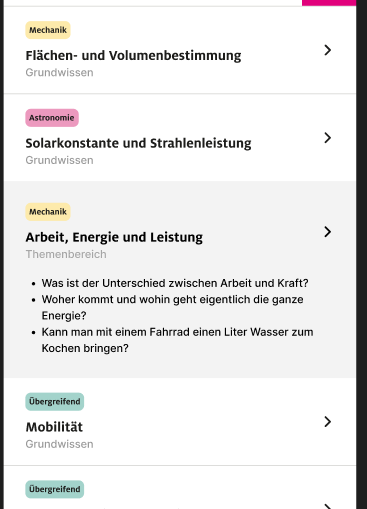 Mechanik
Flächen- und Volumenbestimmung
Grundwissen
Astronomie
Solarkonstante und Strahlenleistung
Grundwissen
Mechanik
Arbeit, Energie und Leistung
Themenbereich
• Was ist der Unterschied zwischen Arbeit und Kraft?
• Woher kommt und wohin geht eigentlich die ganze
Energie?
• Kann man mit einem Fahrrad einen Liter Wasser zum
Kochen bringen?
Übergreifend
Mobilität
Grundwissen
Übergreifend